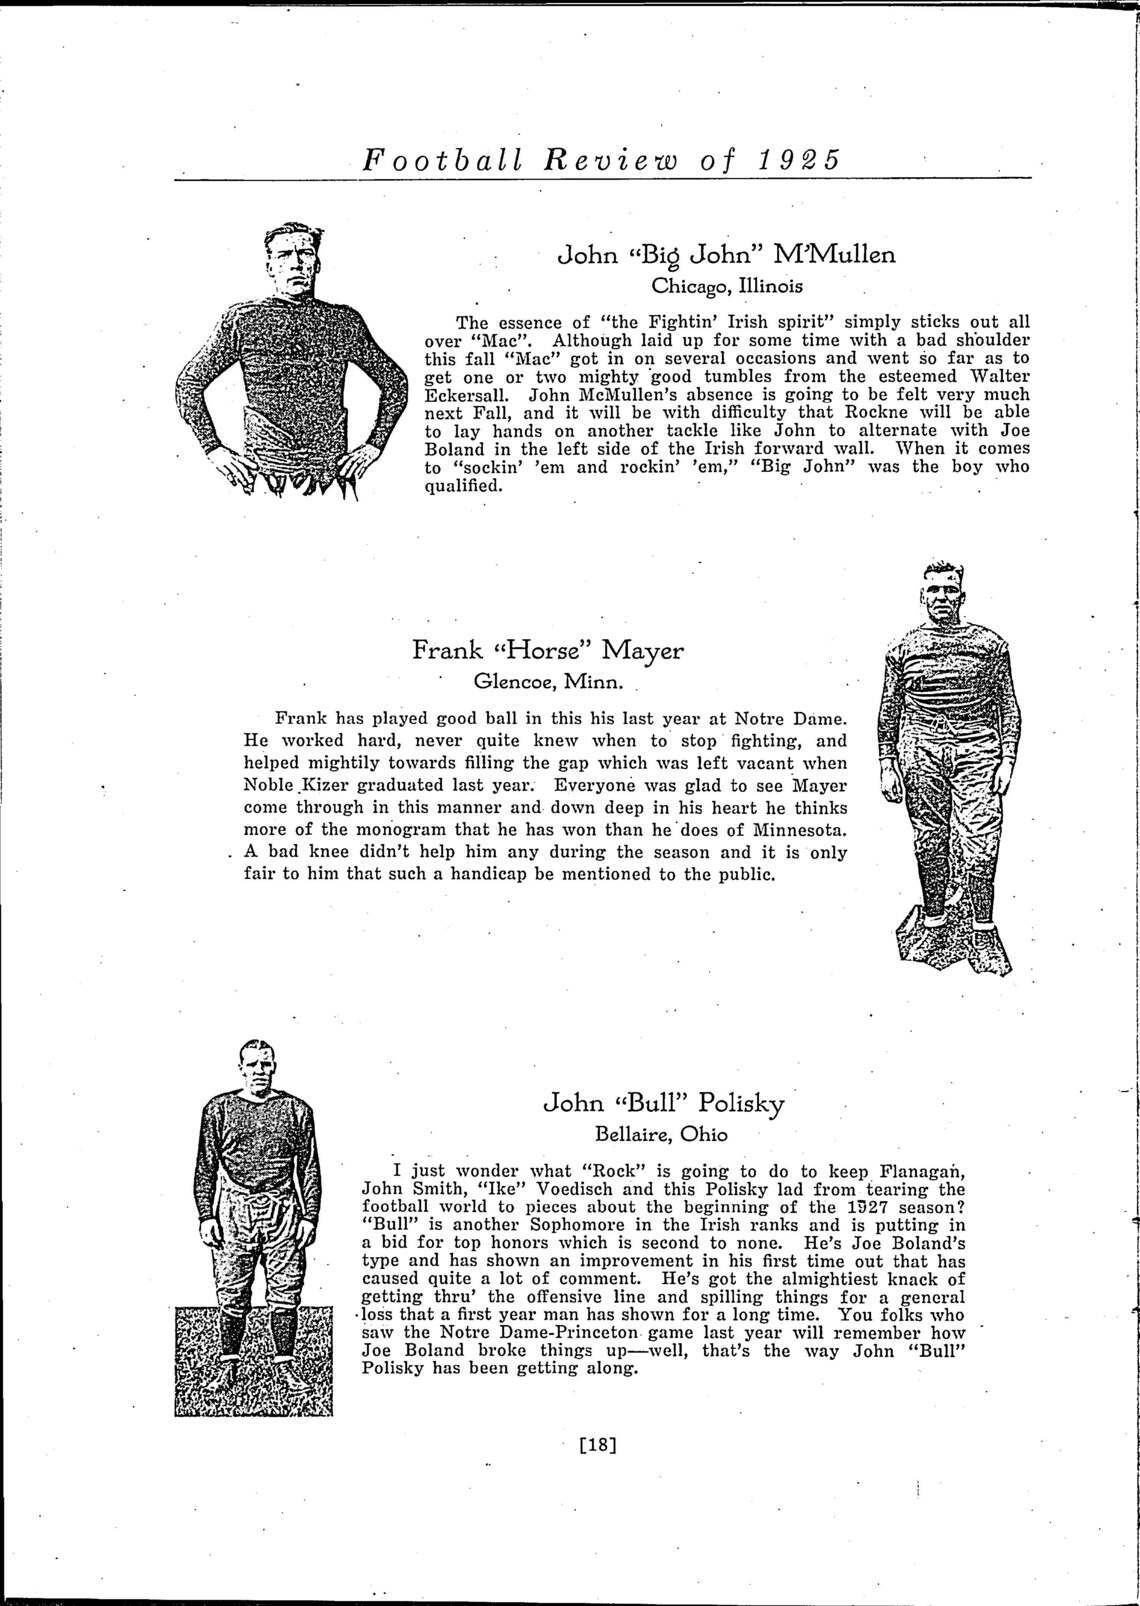 Football Review of 1925
John “Big John” M’Mullen
Chicago, Illinois
The essence of “the Fightin’ Irish spirit” simply sticks out all
over “Mac”. Although laid up for some time with a bad shoulder
this fall “Mac” got in on several occasions and went so far as to
get one or two mighty good tumbles from the esteemed Walter
Eckersall. John McMullen’s absence is going to be felt very much
next Fall, and it will be with difficulty that Rockne will be able
to lay hands on another tackle like John to alternate with Joe
Boland in the left side of the Irish forward wall. When it comes
to “sockin’ ’em and rockin’ ’em,” “Big John” was the boy who
qualified.
Frank “Horse” Mayer
Glencoe, Minn.
Frank has played good ball in this his last year at Notre Dame.
He worked hard, never quite knew when to stop fighting, and
helped mightily towards filling the gap which was left vacant when
Noble Kizer graduated last year. Everyone was glad to see Mayer
come through in this manner and down deep in his heart he thinks
more of the monogram that he has won than he does of Minnesota.
A bad knee didn’t help him any during the season and it is only
fair to him that such a handicap be mentioned to the public.
John “Bull” Polisky
Bellaire, Ohio
I just wonder what “Rock” is going to do to keep Flanagan,
John Smith, “Ike” Voedisch and this Polisky lad from tearing the
football world to pieces about the beginning of the 1927 season?
“Bull” is another Sophomore in the Irish ranks and is putting in
a bid for top honors which is second to none. He’s Joe Boland’s
type and has shown an improvement in his first time out that has
caused quite a lot of comment. He’s got the almightiest knack of
getting thru’ the offensive line and spilling things for a general
loss that a first year man has shown for a long time. You folks who
saw the Notre Dame-Princeton game last year will remember how
Joe Boland broke things up—well, that’s the way John “Bull”
Polisky has been getting along.
[18]